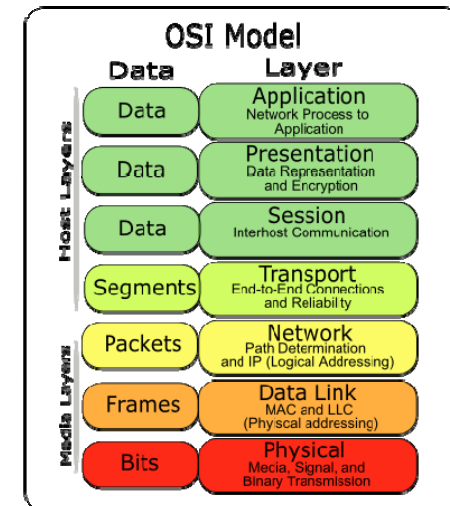 OSI Model
Data Layer
Host Layers
Data
Application
Network Process to
Application
Data
Presentation
Data Representation
and Encryption
Data
Session
Interhost Communication
Segments
Transport
End-to-End Connections
and Reliability
Media Layers
Packets
Network
Path Determination
and IP (Logical Addressing)
Frames
Data Link
MAC and LLC
(Phyiscal addressing)
Bits
Physical
Media, Signal, and
Binary Transmission